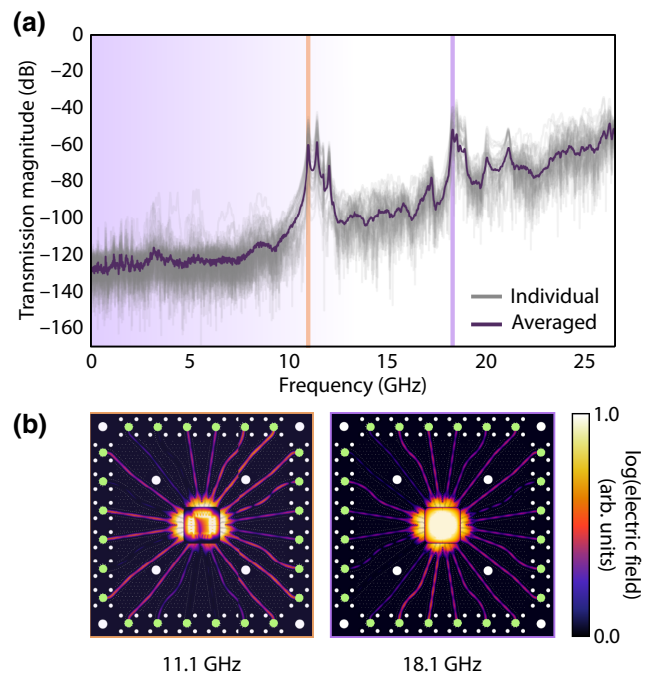 (a)
0
−20
−40
−60
−80
−100
−120
−140
−160
Transmission magnitude (dB)
Individual
Averaged
0 5 10 15 20 25
Frequency (GHz)
(b)
1.0
0.0
log(electric field)
(arb. units)
11.1 GHz
18.1 GHz